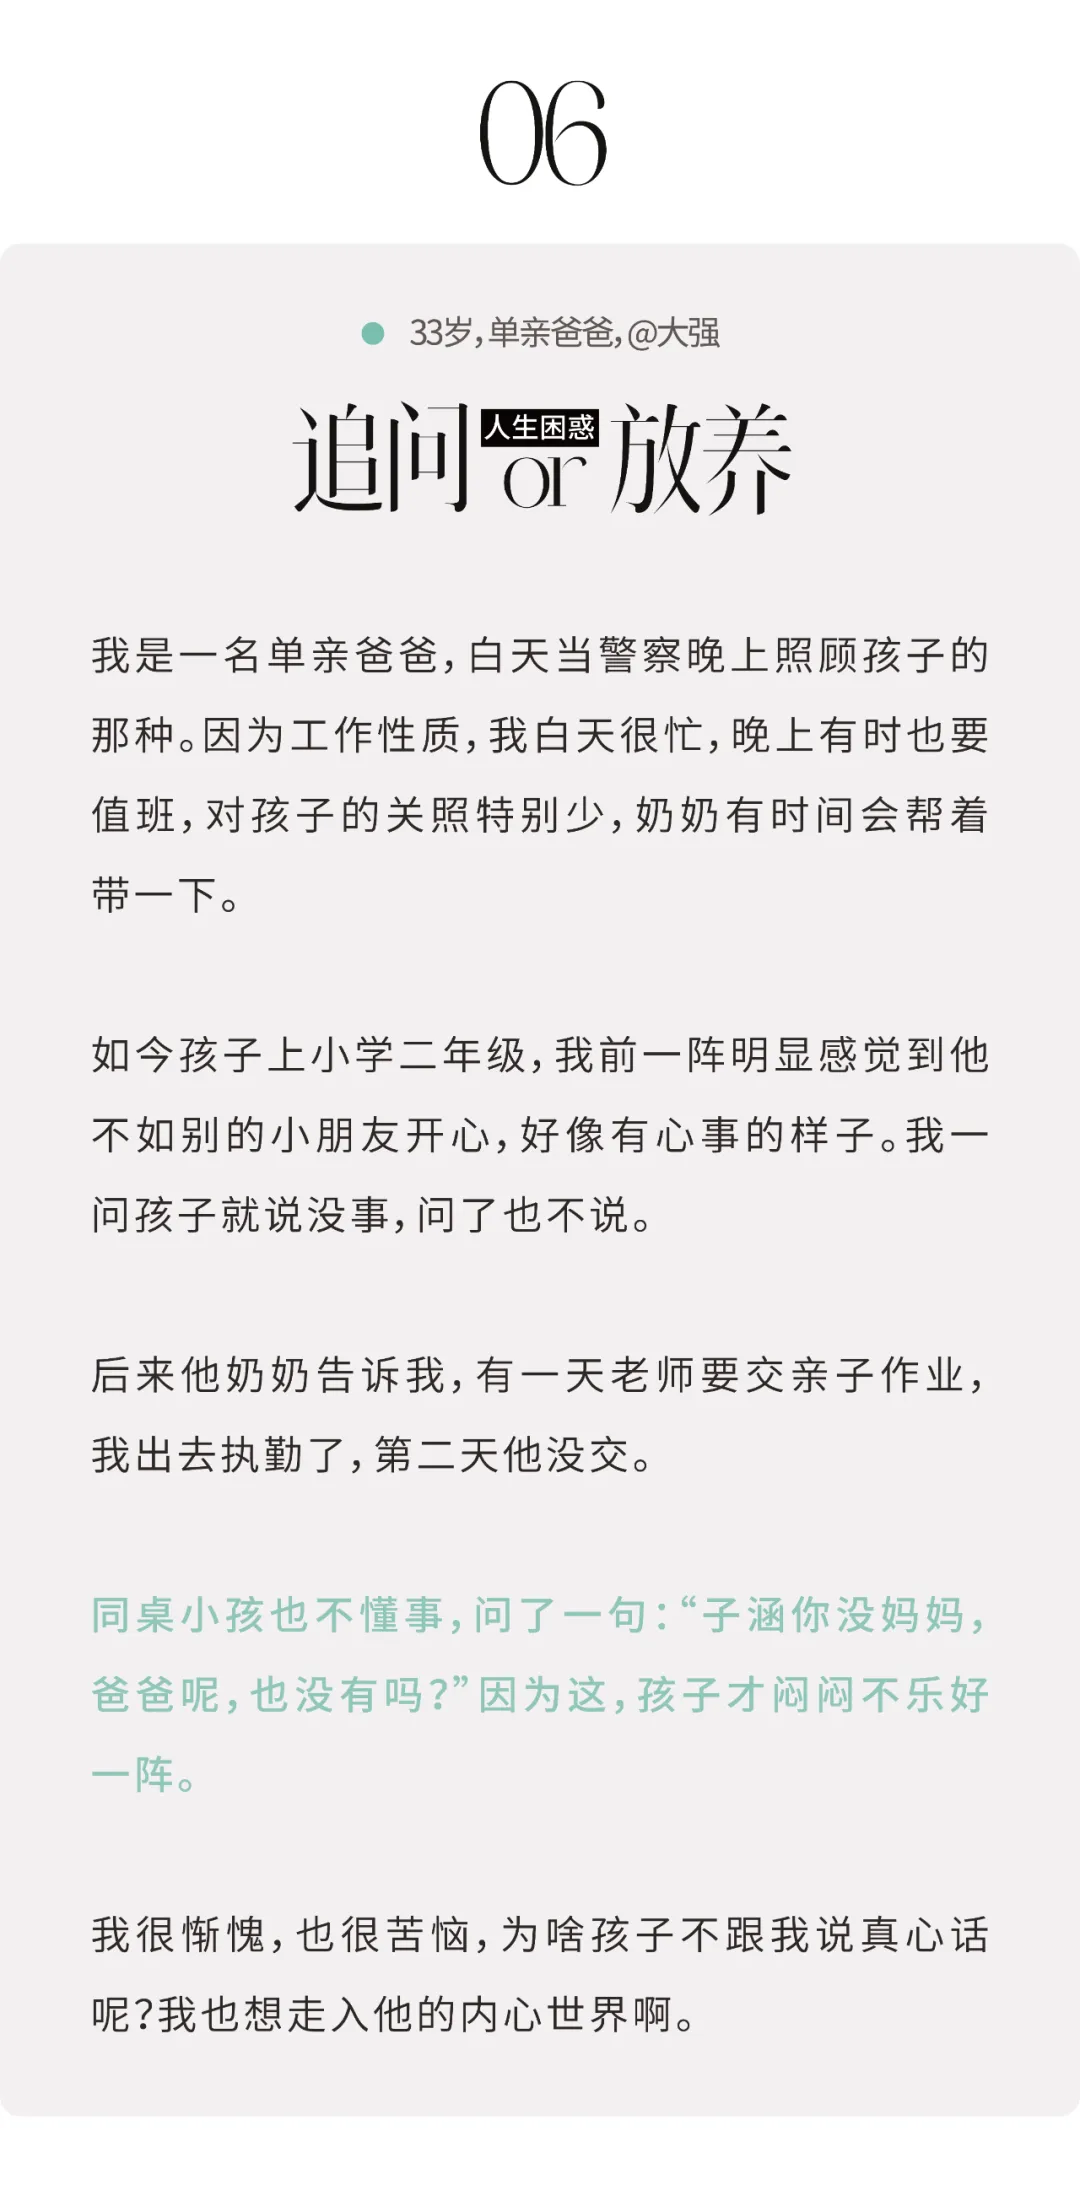 06
33岁，单亲爸爸，@大强
追问 人生困惑 or 放养
我是一名单亲爸爸，白天当警察晚上照顾孩子的
那种。因为工作性质，我白天很忙，晚上有时也要
值班，对孩子的关照特别少，奶奶有时间会帮着
带一下。
如今孩子上小学二年级，我前一阵明显感觉到他
不如别的小朋友开心，好像有心事的样子。我一
问孩子就说没事，问了也不说。
后来他奶奶告诉我，有一天老师要交亲子作业，
我出去执勤了，第二天他没交。
同桌小孩也不懂事，问了一句：“子涵你没妈妈，
爸爸呢，也没有吗？”因为这，孩子才闷闷不乐好
一阵。
我很惭愧，也很苦恼，为啥孩子不跟我说真心话
呢？我也想走入他的内心世界啊。